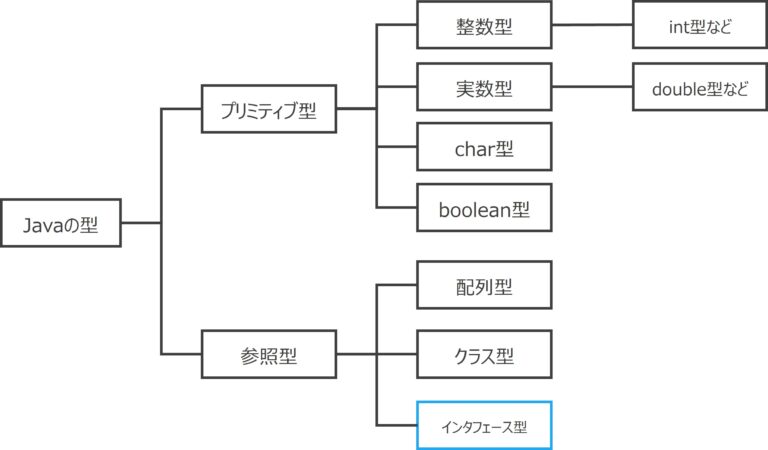 Javaの型
プリミティブ型
整数型
int型など
実数型
double型など
char型
boolean型
参照型
配列型
クラス型
インタフェース型